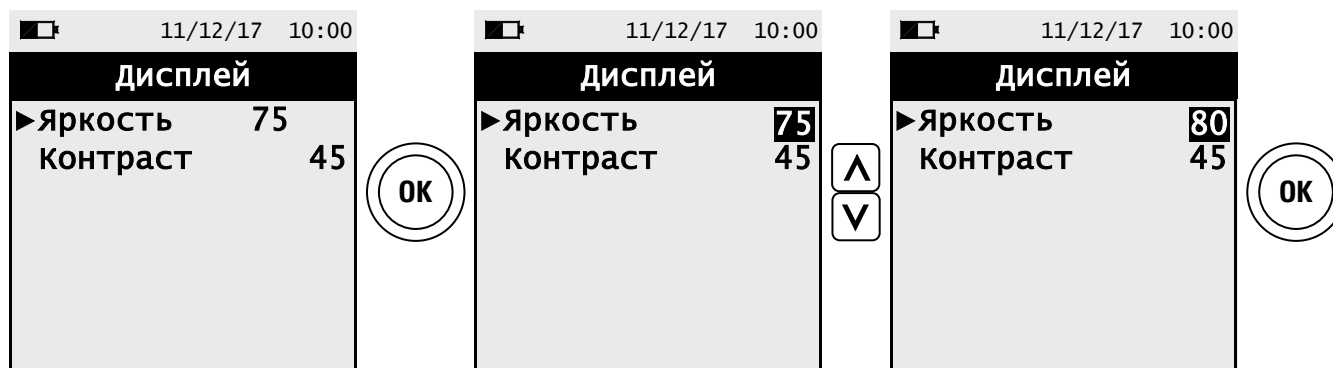 11/12/17 10:00
Дисплей
►Яркость 75
Контраст 45
OK
11/12/17 10:00
Дисплей
►Яркость 75
Контраст 45
11/12/17 10:00
Дисплей
►Яркость 80
Контраст 45
OK